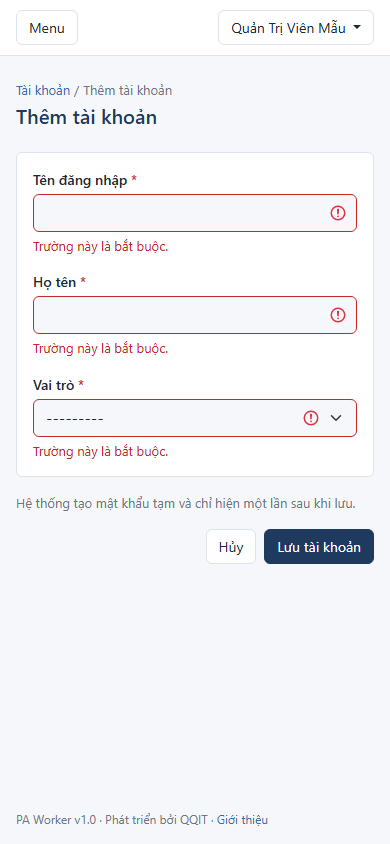 Menu
Quản Trị Viên Mẫu
Tài khoản / Thêm tài khoản
Thêm tài khoản
Tên đăng nhập *
Trường này là bắt buộc.
Họ tên *
Trường này là bắt buộc.
Vai trò *
---------
Trường này là bắt buộc.
Hệ thống tạo mật khẩu tạm và chỉ hiện một lần sau khi lưu.
Hủy
Lưu tài khoản
PA Worker v1.0 · Phát triển bởi QQIT · Giới thiệu